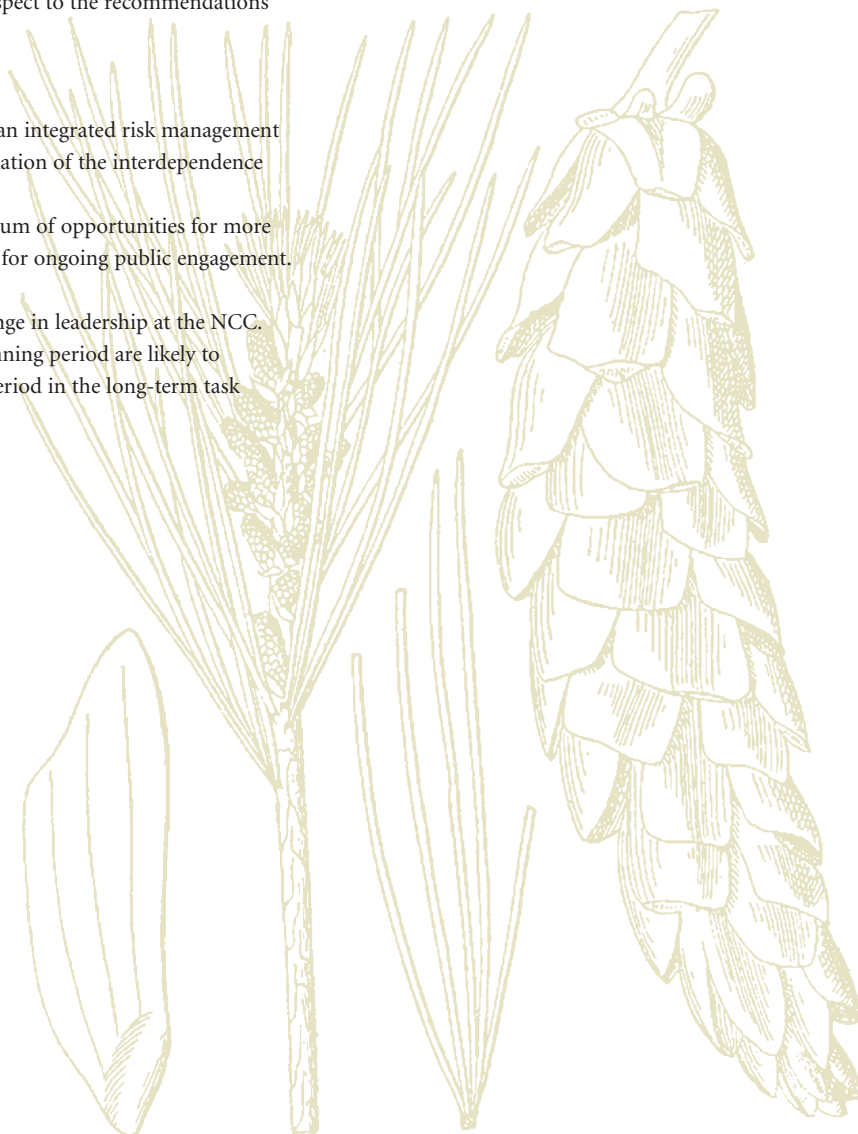 spect to the recommendations
an integrated risk management
ation of the interdependence
um of opportunities for more
for ongoing public engagement.
nge in leadership at the NCC.
nning period are likely to
eriod in the long-term task